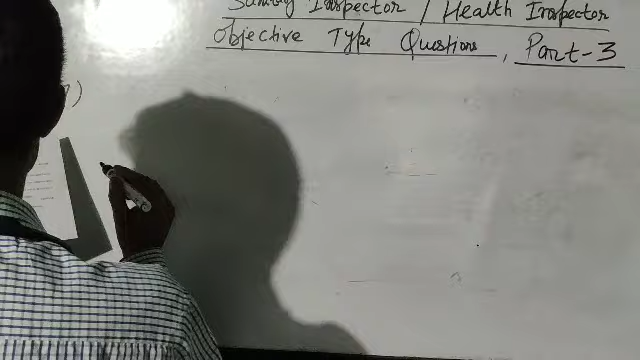 Sanitary Inspector / Health Inspector
Objective Type Questions, Part-3